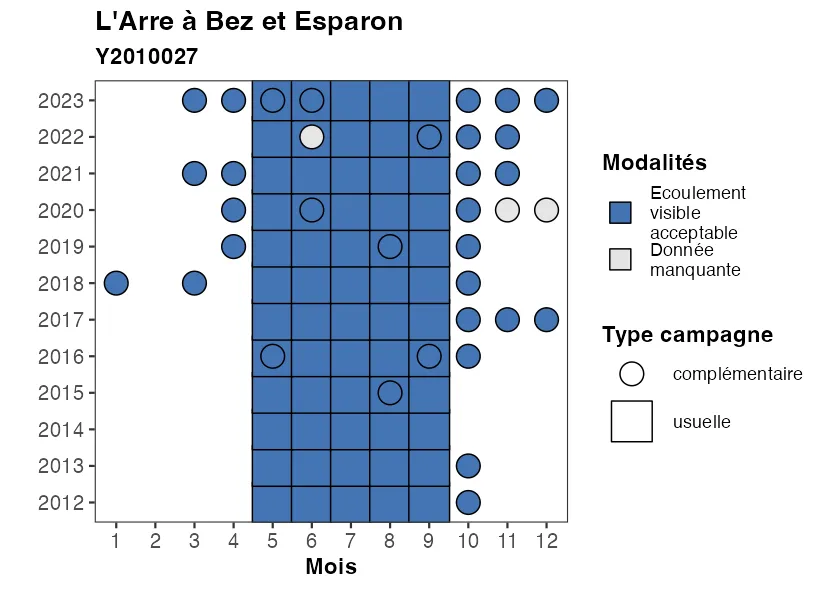 L'Arre à Bez et Esparon
Y2010027
2023
2022
2021
2020
2019
2018
2017
2016
2015
2014
2013
2012
1 2 3 4 5 6 7 8 9 10 11 12
Mois
Modalités
Ecoulement
visible
acceptable
Donnée
manquante
Type campagne
complémentaire
usuelle